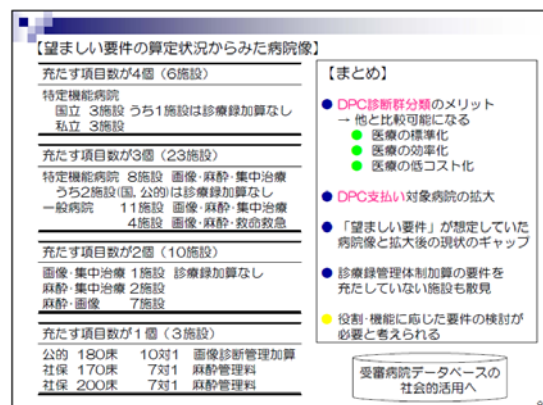 【望ましい要件の算定状況からみた病院像】
充たす項目数が4個（6施設）
特定機能病院
国立 3施設 うち1施設は診療録加算なし
私立 3施設
充たす項目数が3個（23施設）
特定機能病院 8施設 画像・麻酔・集中治療
うち2施設(国,公的)は診療録加算なし
一般病院 11施設 画像・麻酔・集中治療
4施設 画像・麻酔・救命救急
充たす項目数が2個（10施設）
画像・集中治療 1施設 診療録加算なし
麻酔・集中治療 2施設
麻酔・画像 7施設
充たす項目数が1個（3施設）
公的 180床 10対1 画像診断管理加算
社保 170床 7対1 麻酔管理料
社保 200床 7対1 麻酔管理料
【まとめ】
● DPC診断群分類のメリット
→ 他と比較可能になる
● 医療の標準化
● 医療の効率化
● 医療の低コスト化
● DPC支払い対象病院の拡大
● 「望ましい要件」が想定していた
病院像と拡大後の現状のギャップ
● 診療録管理体制加算の要件を
充たしていない施設も散見
● 役割・機能に応じた要件の検討が
必要と考えられる
受審病院データベースの
社会的活用へ